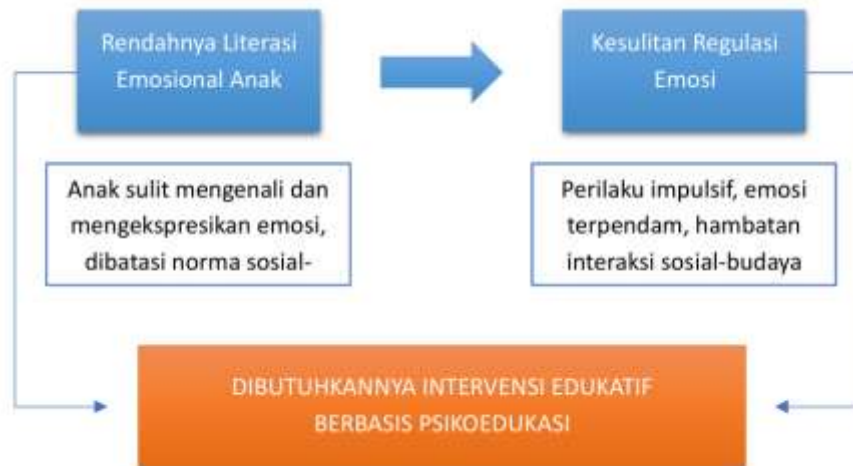 Rendahnya Literasi
Emosional Anak
Kesulitan Regulasi
Emosi
Anak sulit mengenali dan
mengekspresikan emosi,
dibatasi norma sosial-
Perilaku impulsif, emosi
terpendam, hambatan
interaksi sosial-budaya
DIBUTUHKANNYA INTERVENSI EDUKATIF
BERBASIS PSIKOEDUKASI